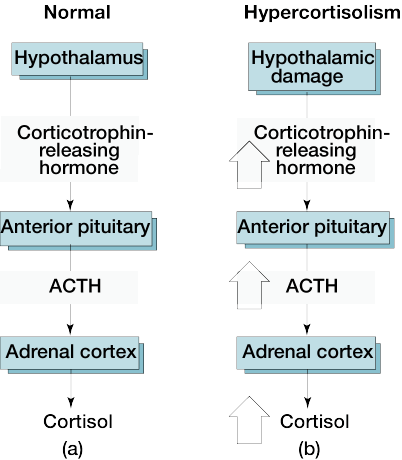 Normal
Hypothalamus
Corticotrophin-
releasing
hormone
Anterior pituitary
ACTH
Adrenal cortex
Cortisol
(a)
Hypercortisolism
Hypothalamic
damage
Corticotrophin-
releasing
hormone
Anterior pituitary
ACTH
Adrenal cortex
Cortisol
(b)